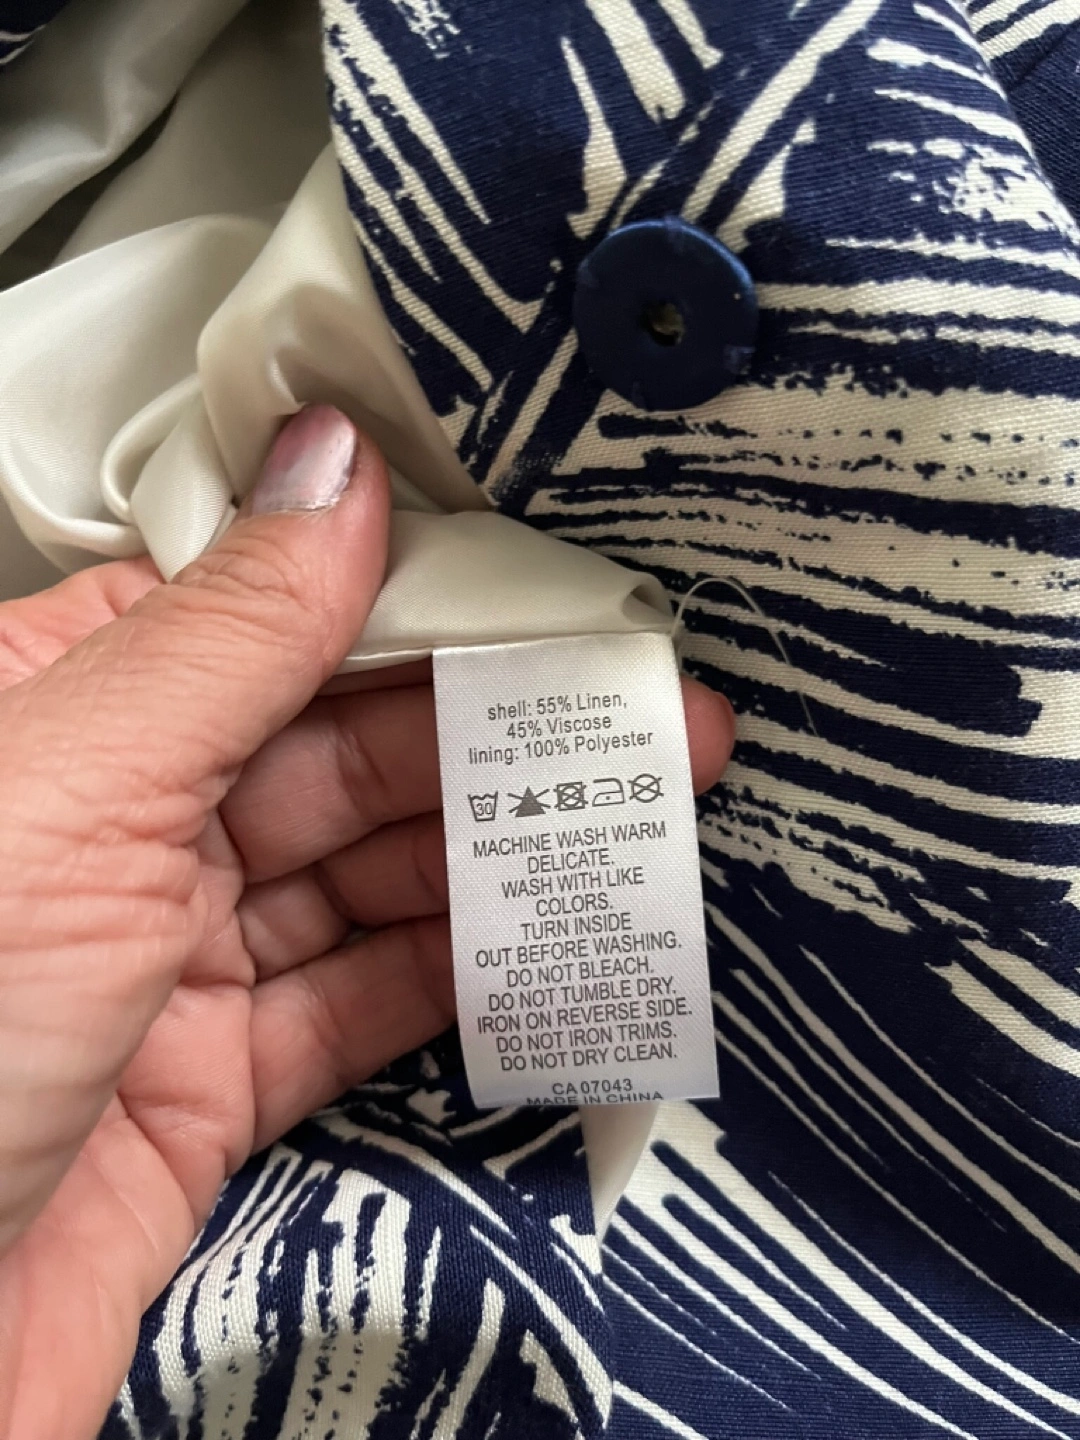 shell: 55% Linen,
45% Viscose
lining: 100% Polyester
30
MACHINE WASH WARM
DELICATE.
WASH WITH LIKE
COLORS.
TURN INSIDE
OUT BEFORE WASHING.
DO NOT BLEACH.
DO NOT TUMBLE DRY.
IRON ON REVERSE SIDE.
DO NOT IRON TRIMS.
DO NOT DRY CLEAN.
CA 07043
MADE IN CHINA